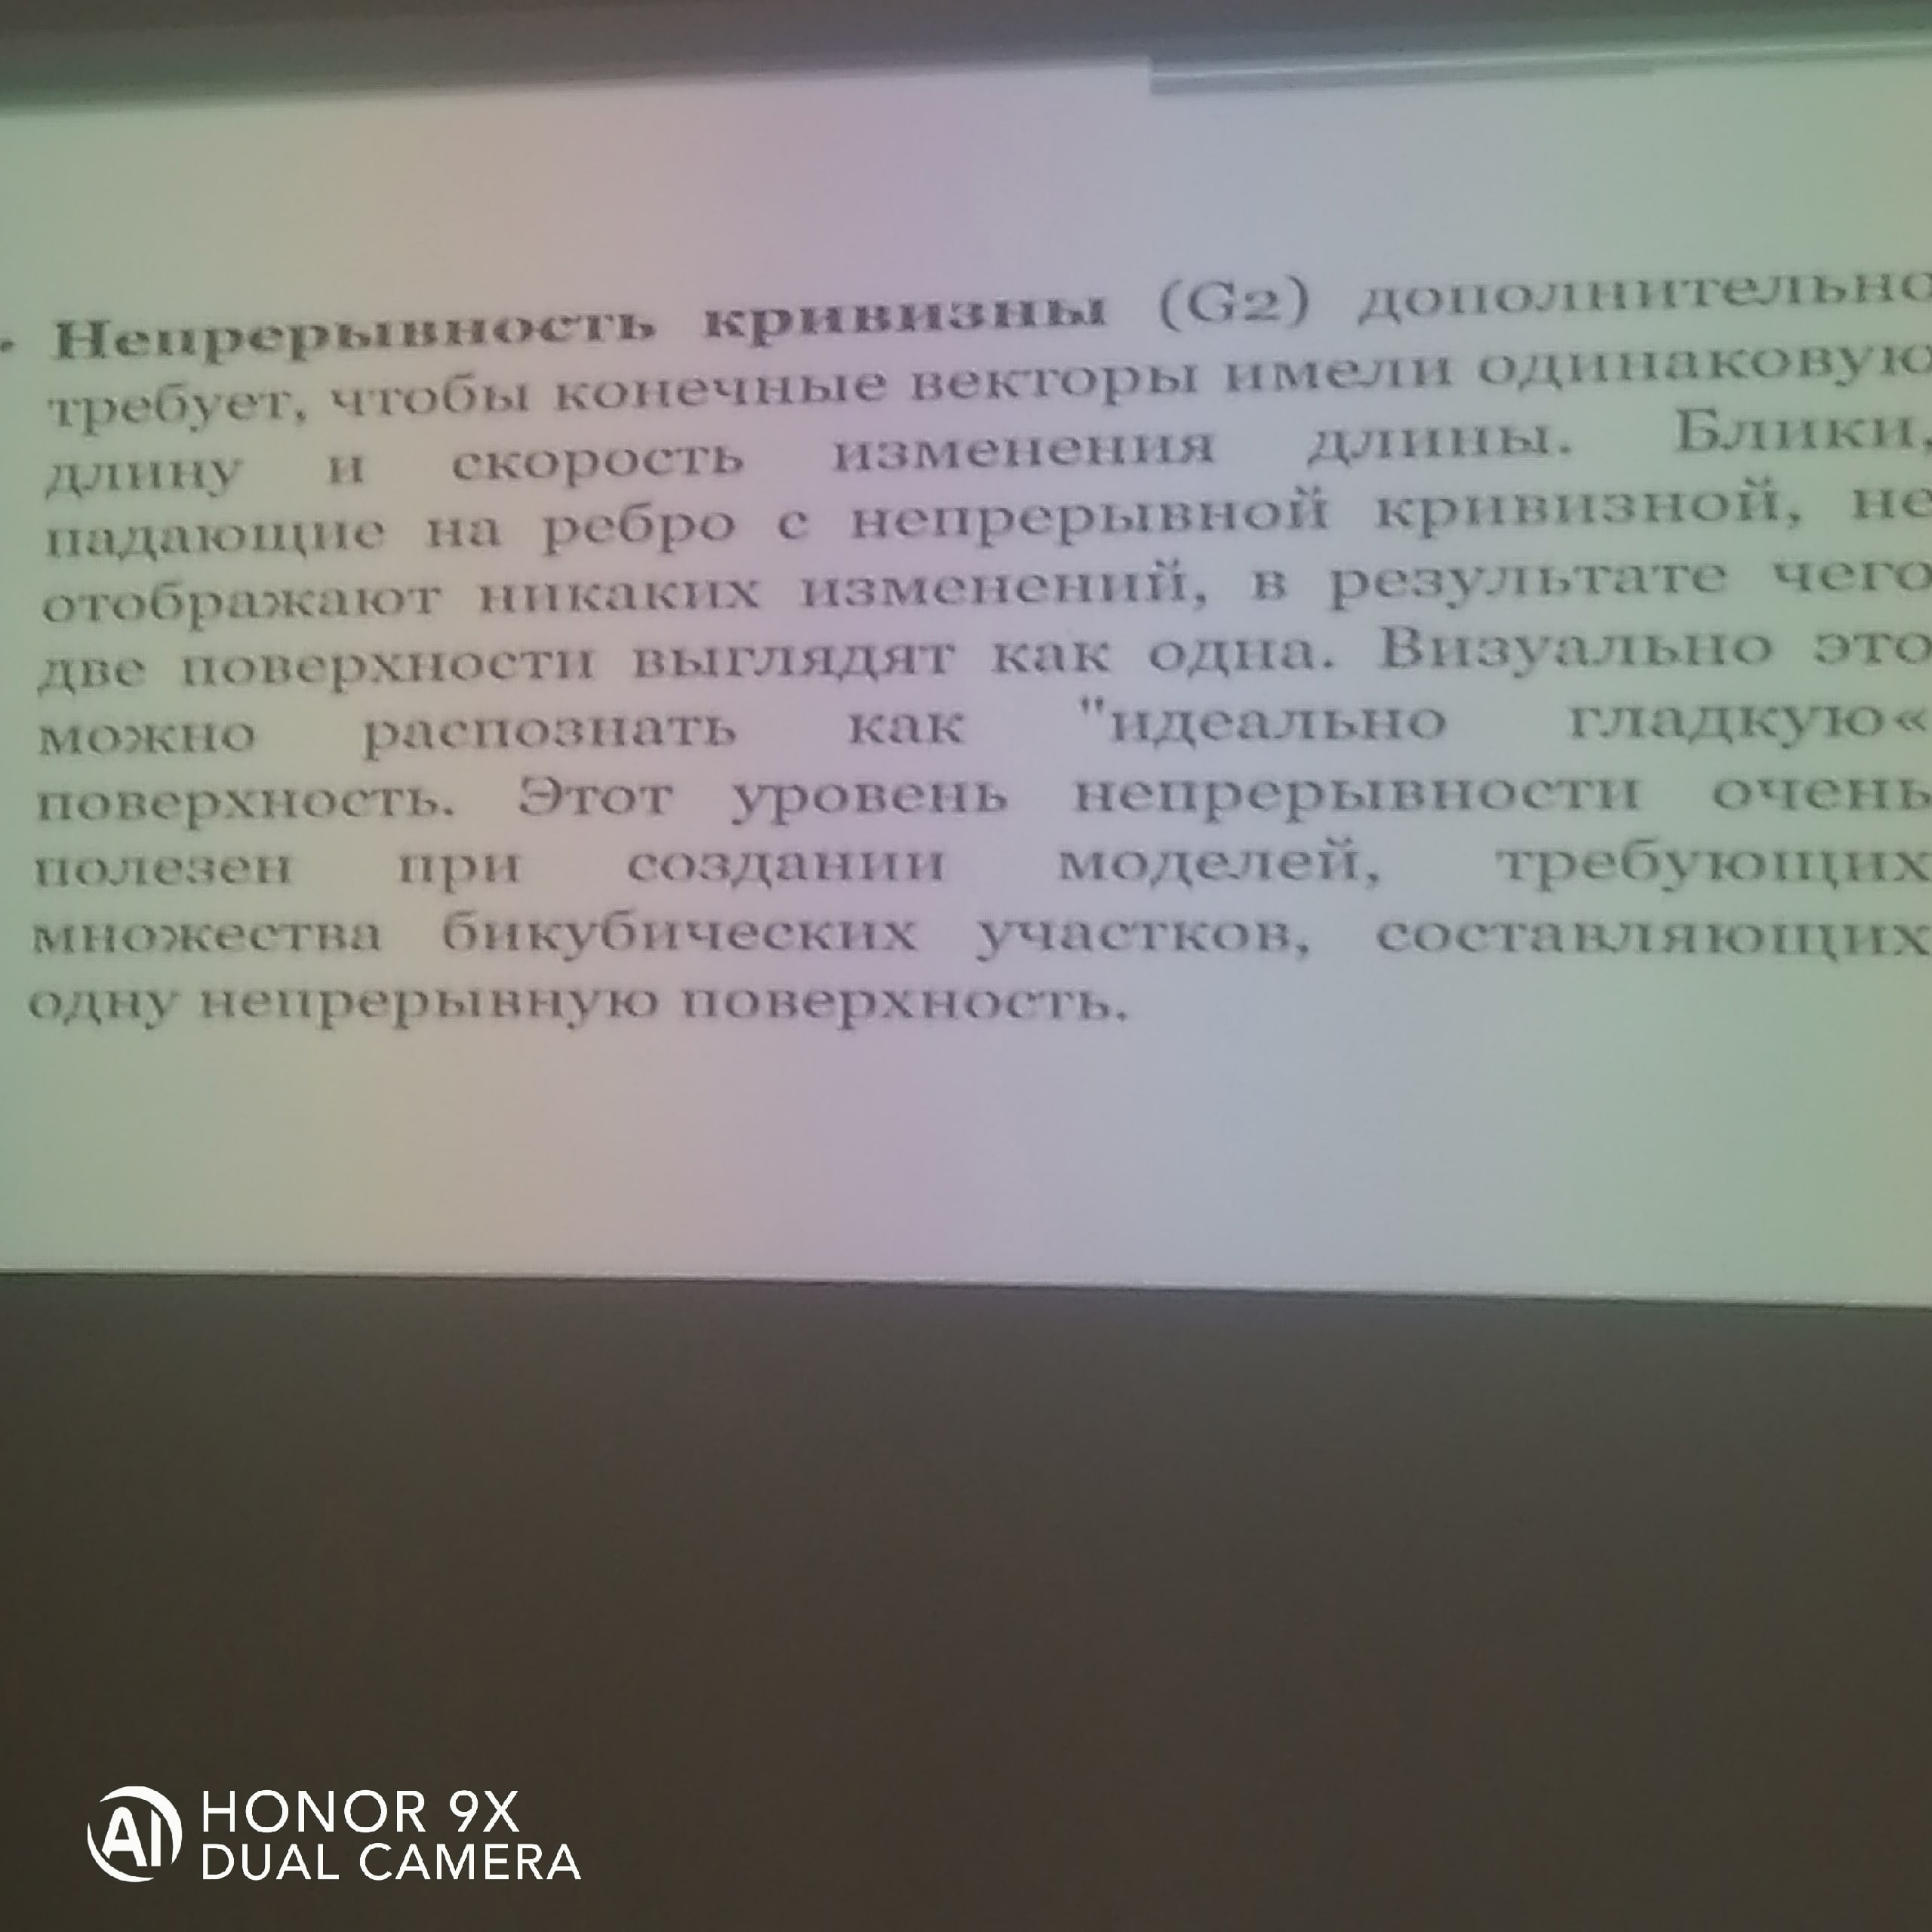 • Непрерывность кривизны (G2) дополнительно
требует, чтобы конечные векторы имели одинаковую
длину и скорость изменения длины. Блики,
падающие на ребро с непрерывной кривизной, не
отображают никаких изменений, в результате чего
две поверхности выглядят как одна. Визуально это
можно распознать как "идеально гладкую«
поверхность. Этот уровень непрерывности очень
полезен при создании моделей, требующих
множества бикубических участков, составляющих
одну непрерывную поверхность.
AI HONOR 9X
DUAL CAMERA